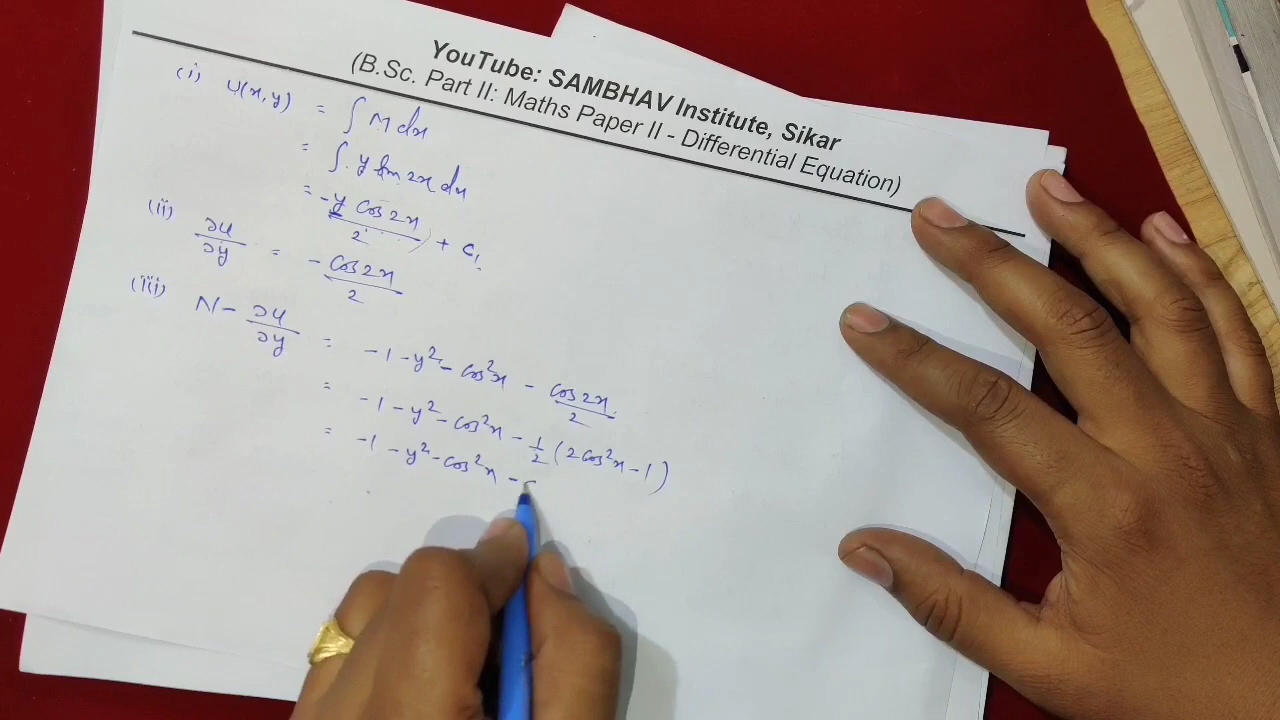 YouTube: SAMBHAV Institute, Sikar
(B.Sc. Part II: Maths Paper II - Differential Equation)
(i) U(x,y) = ∫ M dx
= ∫ y sin 2x dx
= -y cos 2x / 2 + c₁
(ii) ∂u/∂y = - cos 2x / 2
(iii) N - ∂u/∂y = -1 - y² - cos²x - cos 2x / 2
= -1 - y² - cos²x - 1/2 (2 cos²x - 1)
= -1 - y² - cos²x -